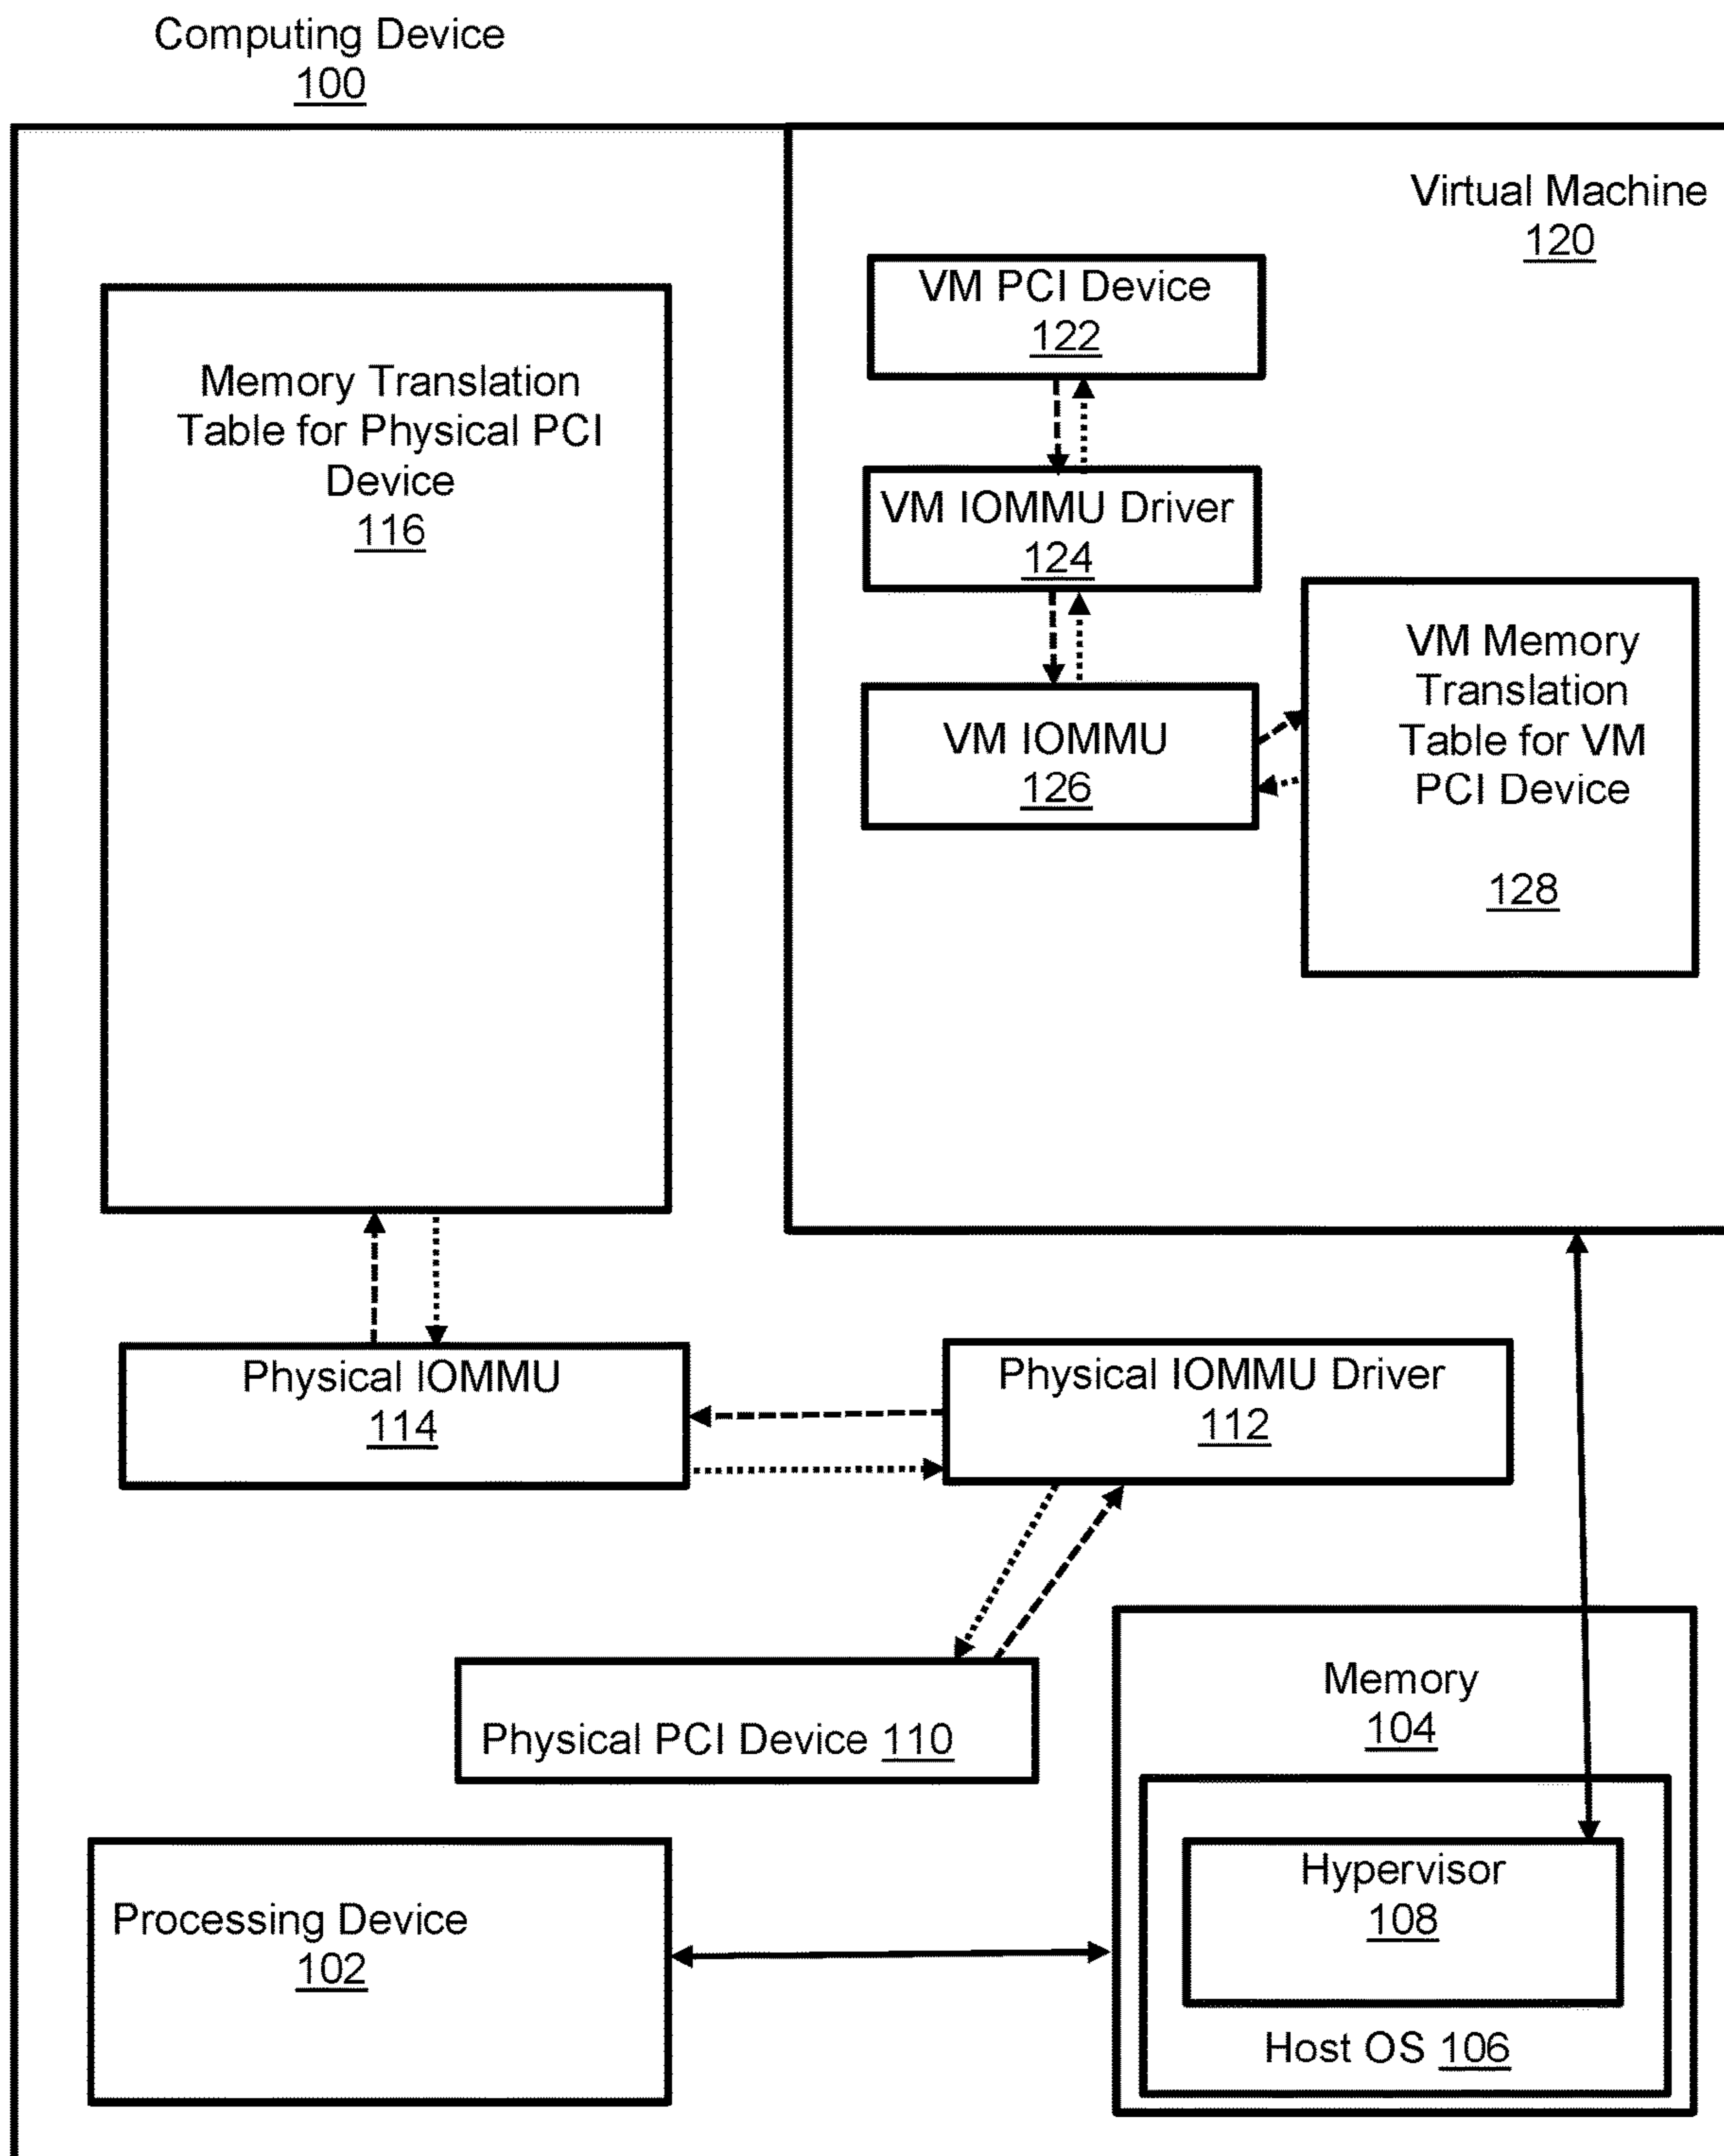 Computing Device
100
Virtual Machine
120
VM PCI Device
122
Memory Translation
Table for Physical PCI
Device
116
VM IOMMU Driver
124
VM IOMMU
126
VM Memory
Translation
Table for VM
PCI Device
128
Physical IOMMU
114
Physical IOMMU Driver
112
Physical PCI Device 110
Memory
104
Processing Device
102
Hypervisor
108
Host OS 106